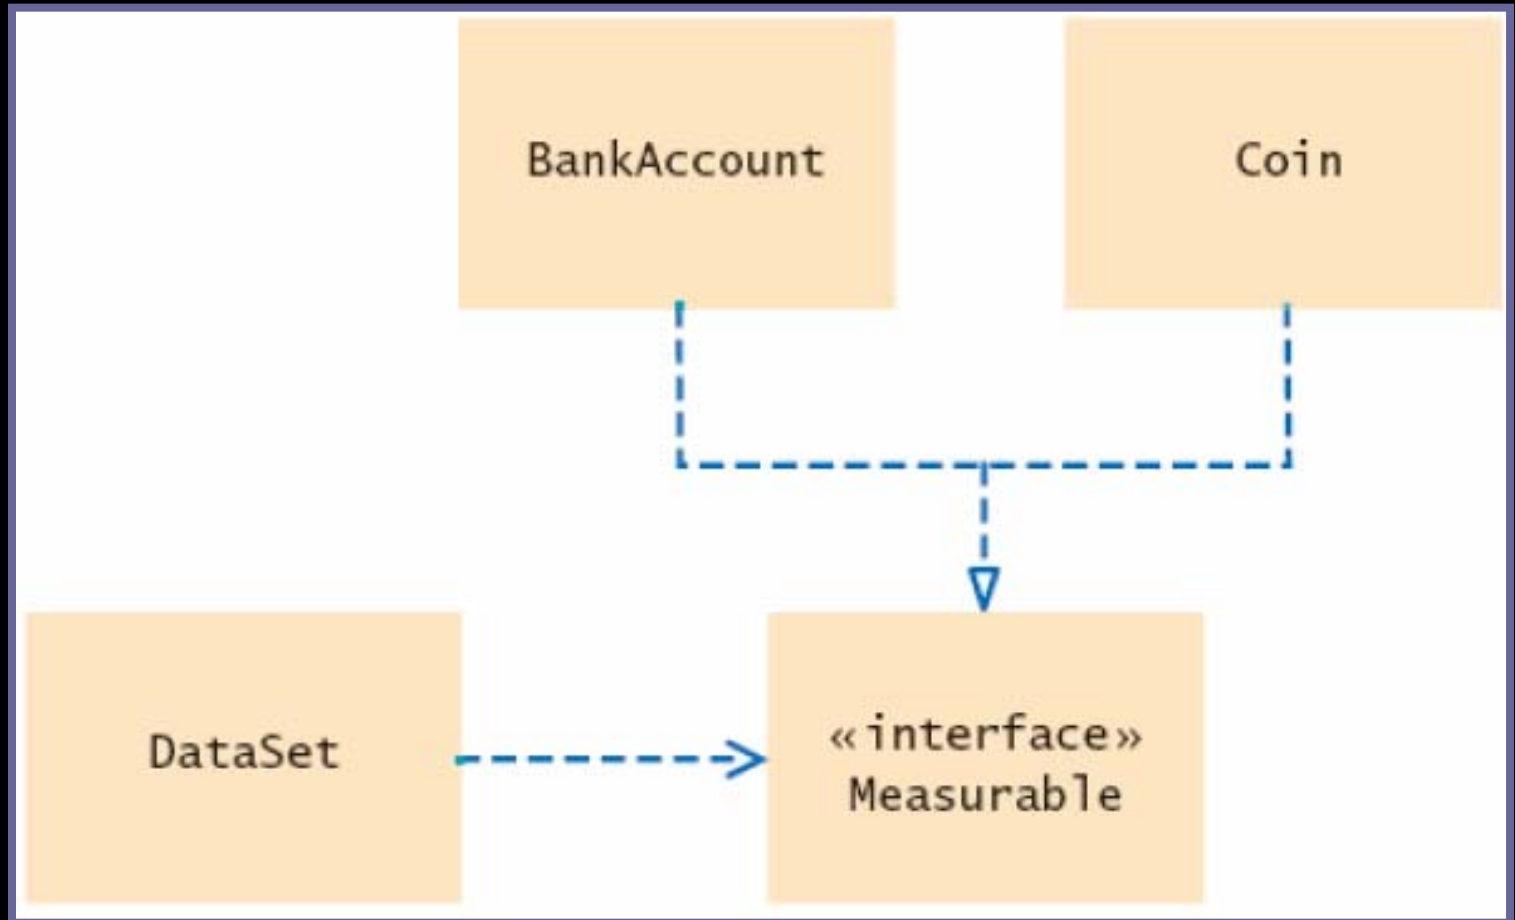 BankAccount
Coin
DataSet
«interface»
Measurable